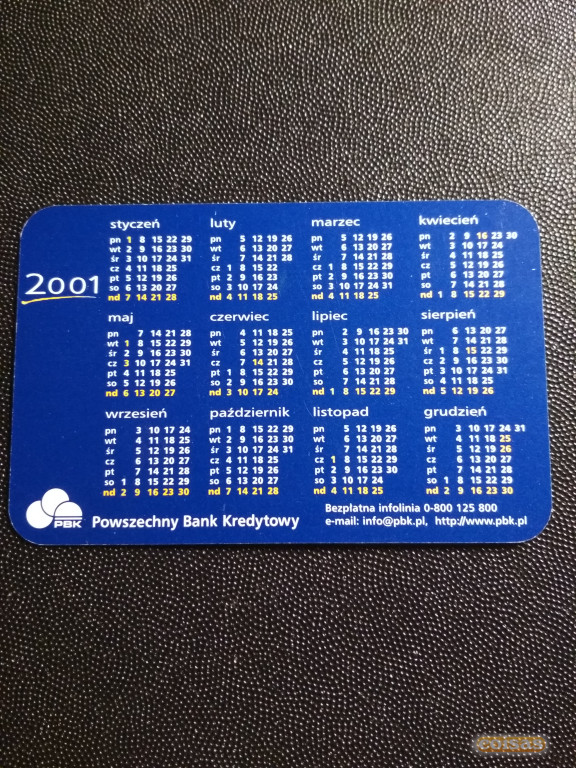 2001
styczeń
pn 1 8 15 22 29
wt 2 9 16 23 30
śr 3 10 17 24 31
cz 4 11 18 25
pt 5 12 19 26
so 6 13 20 27
nd 7 14 21 28
luty
pn 5 12 19 26
wt 6 13 20 27
śr 7 14 21 28
cz 1 8 15 22
pt 2 9 16 23
so 3 10 17 24
nd 4 11 18 25
marzec
pn 5 12 19 26
wt 6 13 20 27
śr 7 14 21 28
cz 1 8 15 22 29
pt 2 9 16 23 30
so 3 10 17 24 31
nd 4 11 18 25
kwiecień
pn 2 9 16 23 30
wt 3 10 17 24
śr 4 11 18 25
cz 5 12 19 26
pt 6 13 20 27
so 7 14 21 28
nd 1 8 15 22 29
maj
pn 7 14 21 28
wt 1 8 15 22 29
śr 2 9 16 23 30
cz 3 10 17 24 31
pt 4 11 18 25
so 5 12 19 26
nd 6 13 20 27
czerwiec
pn 4 11 18 25
wt 5 12 19 26
śr 6 13 20 27
cz 7 14 21 28
pt 1 8 15 22 29
so 2 9 16 23 30
nd 3 10 17 24
lipiec
pn 2 9 16 23 30
wt 3 10 17 24 31
śr 4 11 18 25
cz 5 12 19 26
pt 6 13 20 27
so 7 14 21 28
nd 1 8 15 22 29
sierpień
pn 6 13 20 27
wt 7 14 21 28
śr 1 8 15 22 29
cz 2 9 16 23 30
pt 3 10 17 24 31
so 4 11 18 25
nd 5 12 19 26
wrzesień
pn 3 10 17 24
wt 4 11 18 25
śr 5 12 19 26
cz 6 13 20 27
pt 7 14 21 28
so 1 8 15 22 29
nd 2 9 16 23 30
październik
pn 1 8 15 22 29
wt 2 9 16 23 30
śr 3 10 17 24 31
cz 4 11 18 25
pt 5 12 19 26
so 6 13 20 27
nd 7 14 21 28
listopad
pn 5 12 19 26
wt 6 13 20 27
śr 7 14 21 28
cz 1 8 15 22 29
pt 2 9 16 23 30
so 3 10 17 24
nd 4 11 18 25
grudzień
pn 3 10 17 24 31
wt 4 11 18 25
śr 5 12 19 26
cz 6 13 20 27
pt 7 14 21 28
so 1 8 15 22 29
nd 2 9 16 23 30
PBK
Powszechny Bank Kredytowy
Bezpłatna infolinia 0-800 125 800
e-mail: info@pbk.pl, http://www.pbk.pl